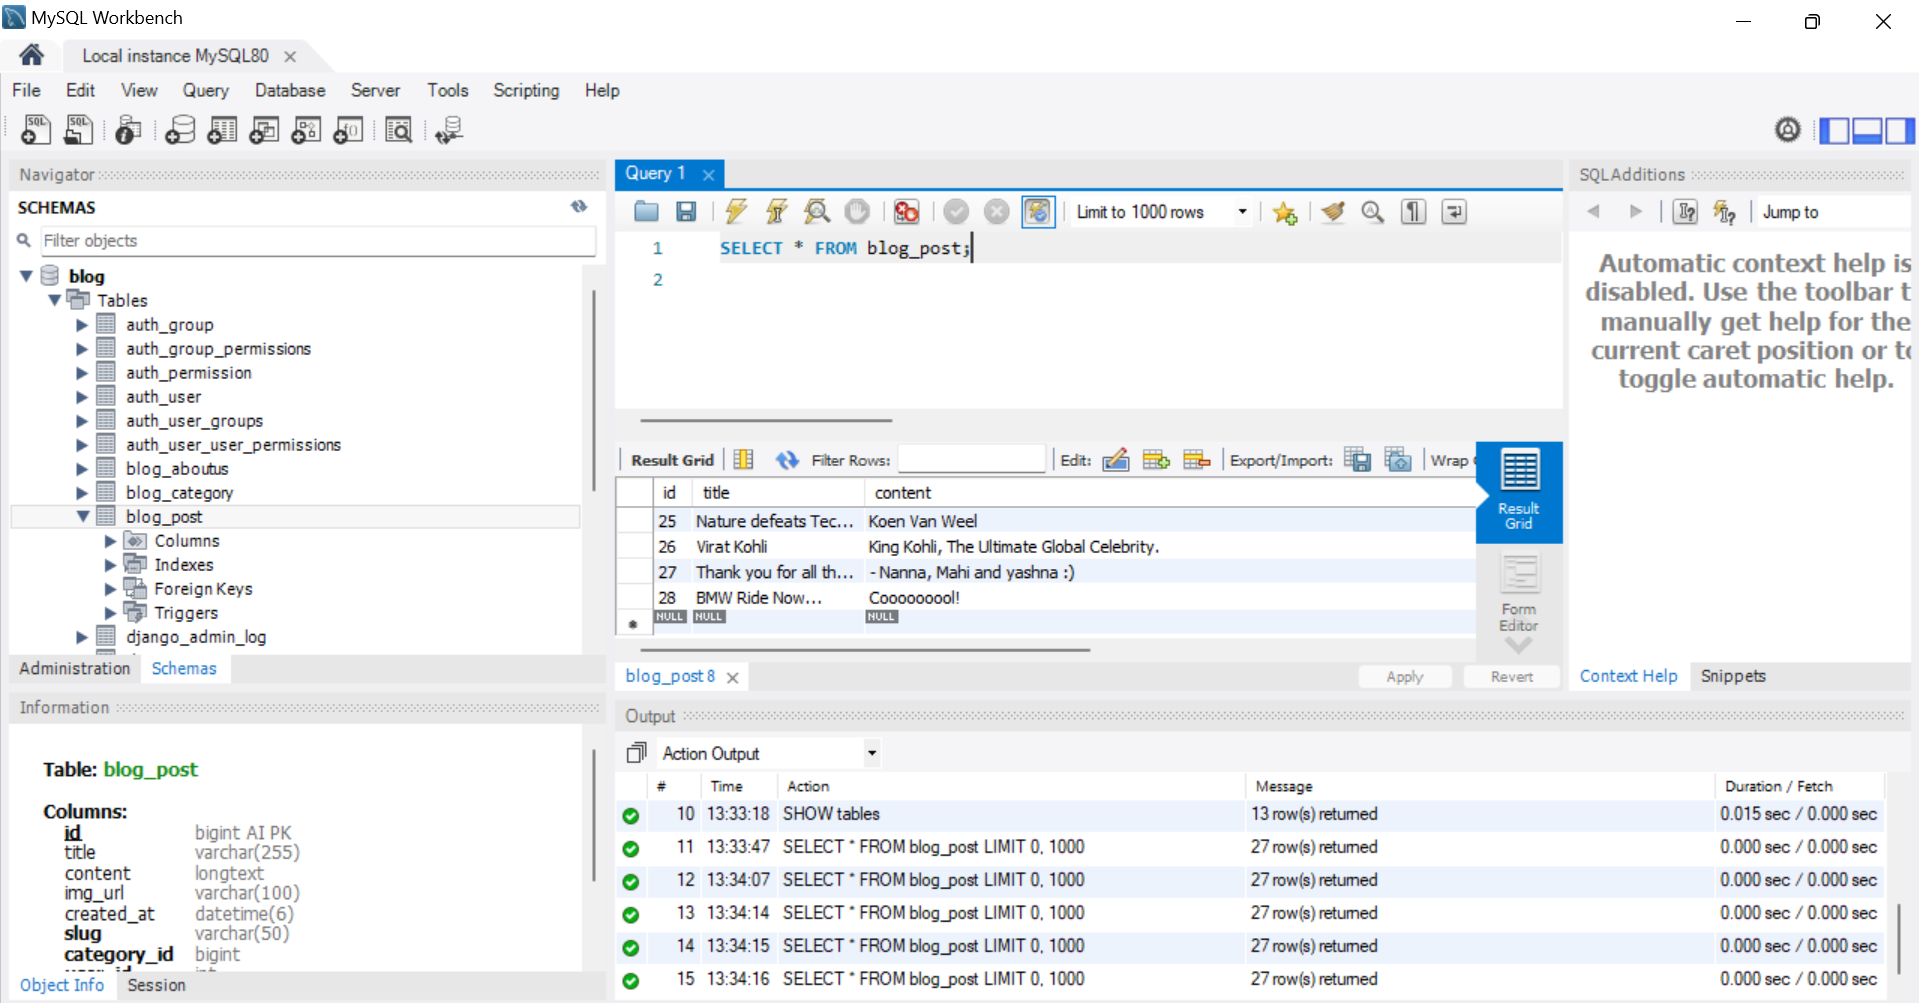 MySQL Workbench
Local instance MySQL80
File Edit View Query Database Server Tools Scripting Help
Navigator
SCHEMAS
Filter objects
blog
Tables
auth_group
auth_group_permissions
auth_permission
auth_user
auth_user_groups
auth_user_user_permissions
blog_aboutus
blog_category
blog_post
Columns
Indexes
Foreign Keys
Triggers
django_admin_log
Administration Schemas
Information
Table: blog_post
Columns:
id bigint AI PK
title varchar(255)
content longtext
img_url varchar(100)
created_at datetime(6)
slug varchar(50)
category_id bigint
Object Info Session
Query 1
Limit to 1000 rows
1 SELECT * FROM blog_post;
2
Result Grid Filter Rows: Edit: Export/Import: Wrap
id title content
25 Nature defeats Tec... Koen Van Weel
26 Virat Kohli King Kohli, The Ultimate Global Celebrity.
27 Thank you for all th... - Nanna, Mahi and yashna :)
28 BMW Ride Now... Cooooooool!
NULL NULL NULL
Result
Grid
Form
Editor
blog_post 8 Apply Revert
SQLAdditions
Jump to
Automatic context help is
disabled. Use the toolbar t
manually get help for the
current caret position or to
toggle automatic help.
Context Help Snippets
Output
Action Output
# Time Action Message Duration / Fetch
10 13:33:18 SHOW tables 13 row(s) returned 0.015 sec / 0.000 sec
11 13:33:47 SELECT * FROM blog_post LIMIT 0, 1000 27 row(s) returned 0.000 sec / 0.000 sec
12 13:34:07 SELECT * FROM blog_post LIMIT 0, 1000 27 row(s) returned 0.000 sec / 0.000 sec
13 13:34:14 SELECT * FROM blog_post LIMIT 0, 1000 27 row(s) returned 0.000 sec / 0.000 sec
14 13:34:15 SELECT * FROM blog_post LIMIT 0, 1000 27 row(s) returned 0.000 sec / 0.000 sec
15 13:34:16 SELECT * FROM blog_post LIMIT 0, 1000 27 row(s) returned 0.000 sec / 0.000 sec